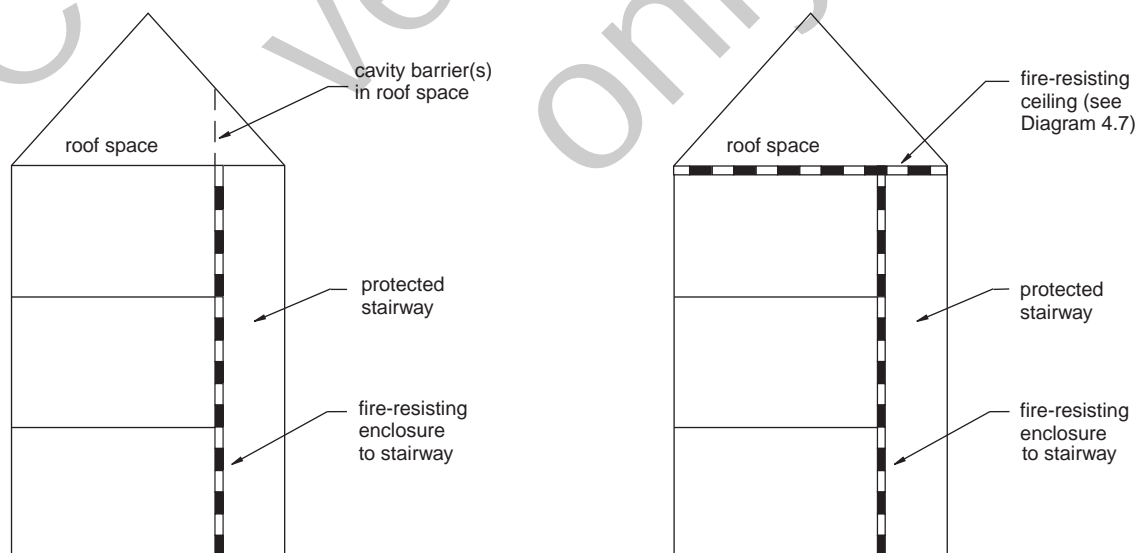 cavity barrier(s)
in roof space
roof space
protected
stairway
fire-resisting
enclosure
to stairway
fire-resisting
ceiling (see
Diagram 4.7)
roof space
protected
stairway
fire-resisting
enclosure
to stairway
only